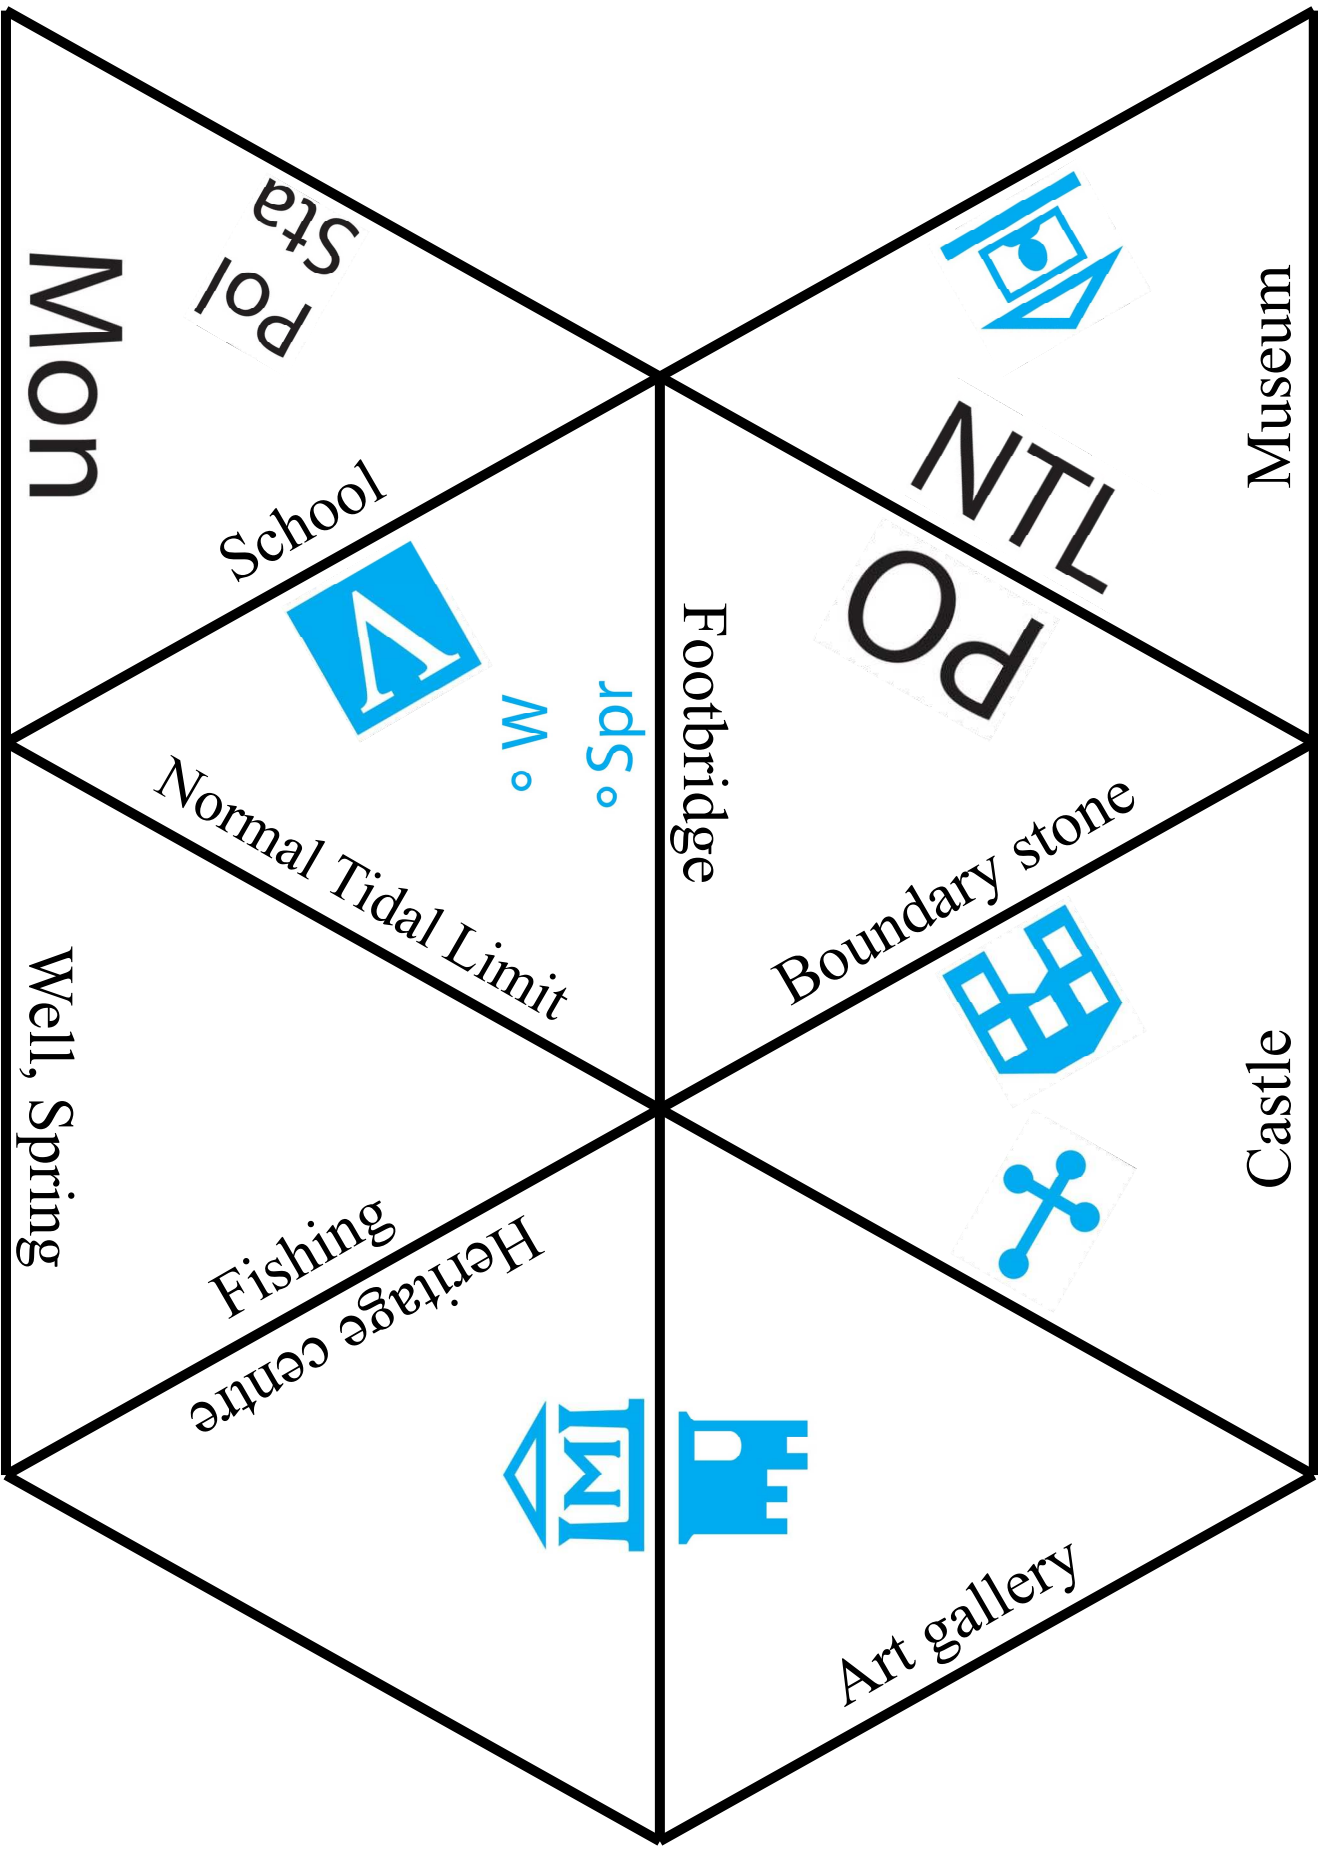 Pol
Sta
Mon
School
Museum
NTL
PO
V
W
Spr
Footbridge
Normal Tidal Limit
Boundary stone
Well, Spring
Castle
Fishing
Heritage centre
M
Art gallery